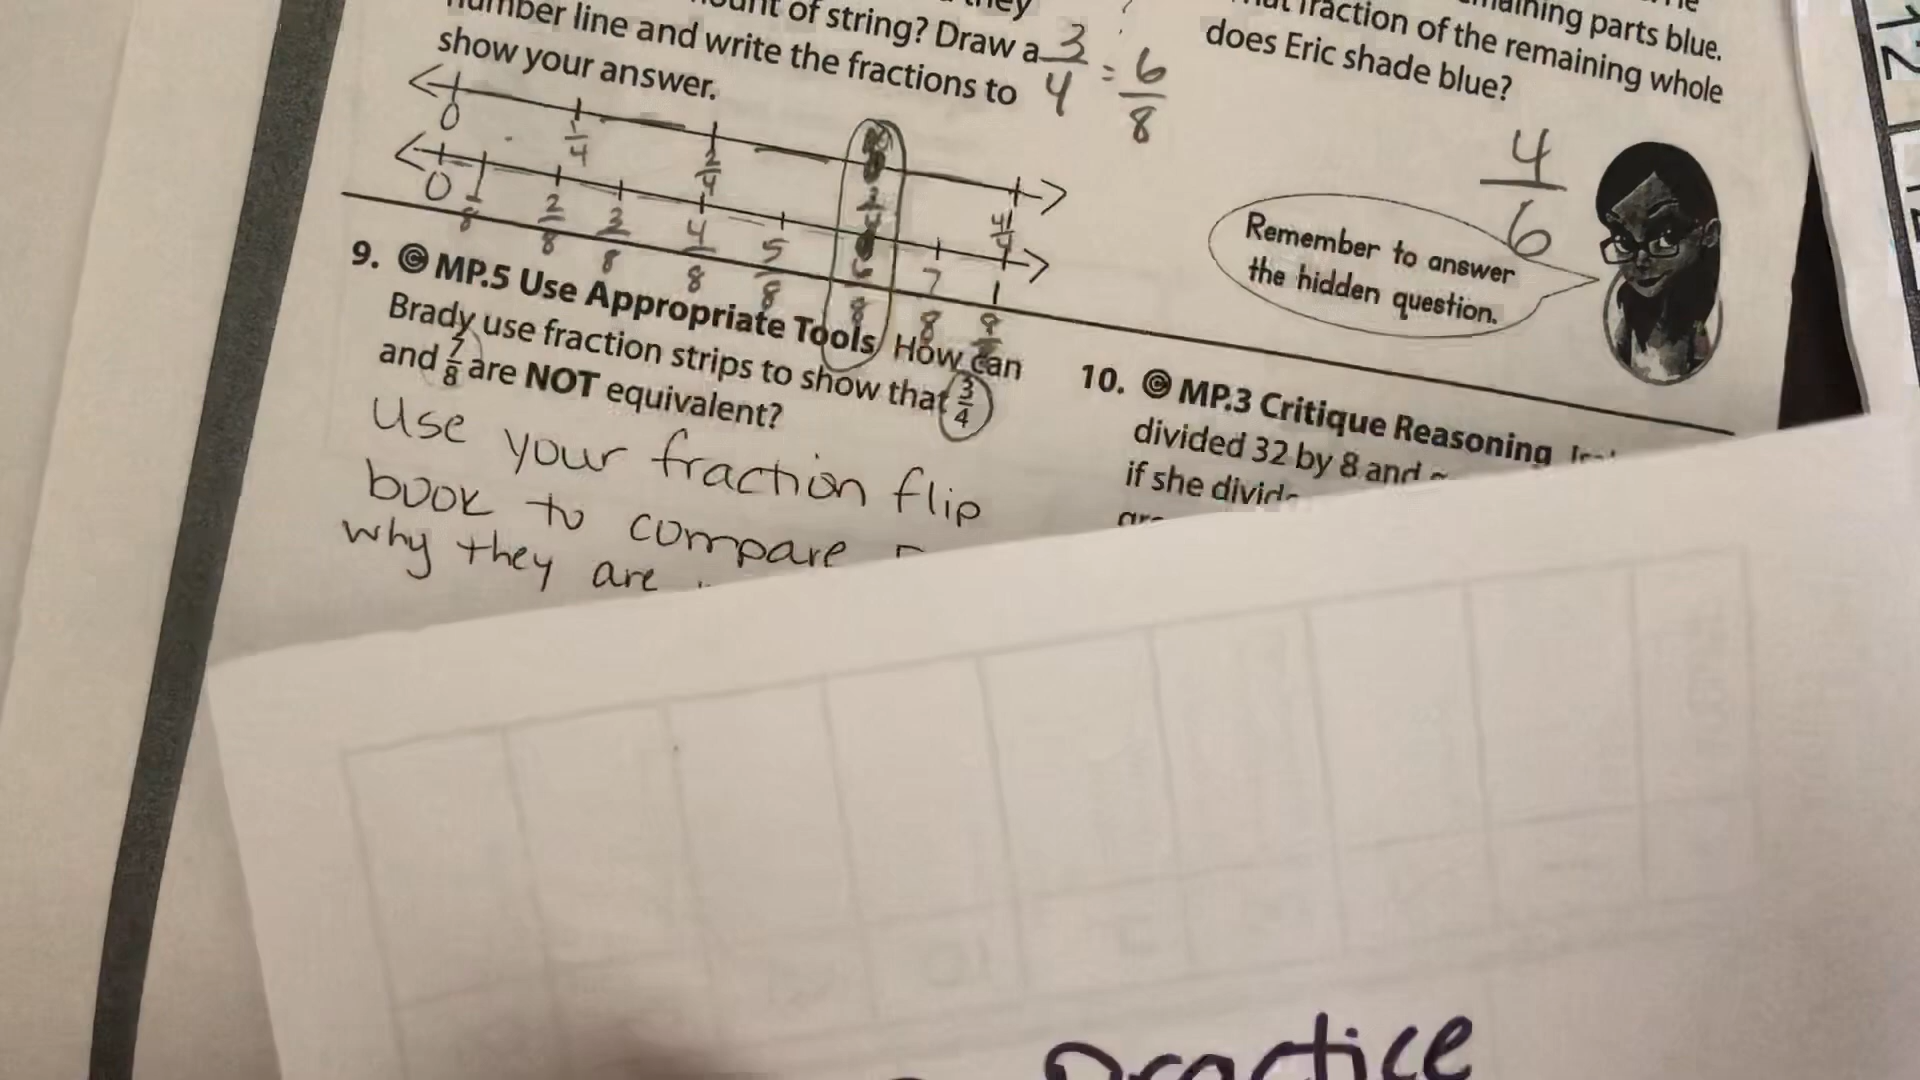 they
number line and write the fractions to
of string? Draw a
show your answer.
3/4 = 6/8
0 1/4 2/4 3/4 4/4
0 1/8 2/8 3/8 4/8 5/8 6/8 7/8 8/8
1
parts blue.
fraction of the remaining whole
does Eric shade blue?
4/6
Remember to answer
the hidden question.
9. MP.5 Use Appropriate Tools How can
Brady use fraction strips to show that 3/4
and 7/8 are NOT equivalent?
Use your fraction flip
book to compare
why they are
10. MP.3 Critique Reasoning
divided 32 by 8 and
if she
practice
12